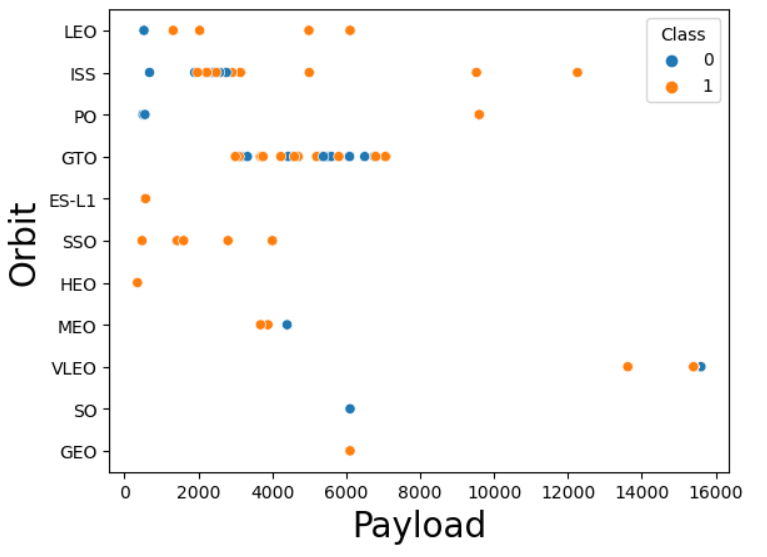 LEO
ISS
PO
GTO
ES-L1
SSO
HEO
MEO
VLEO
SO
GEO
Orbit
Class
0
1
0 2000 4000 6000 8000 10000 12000 14000 16000
Payload